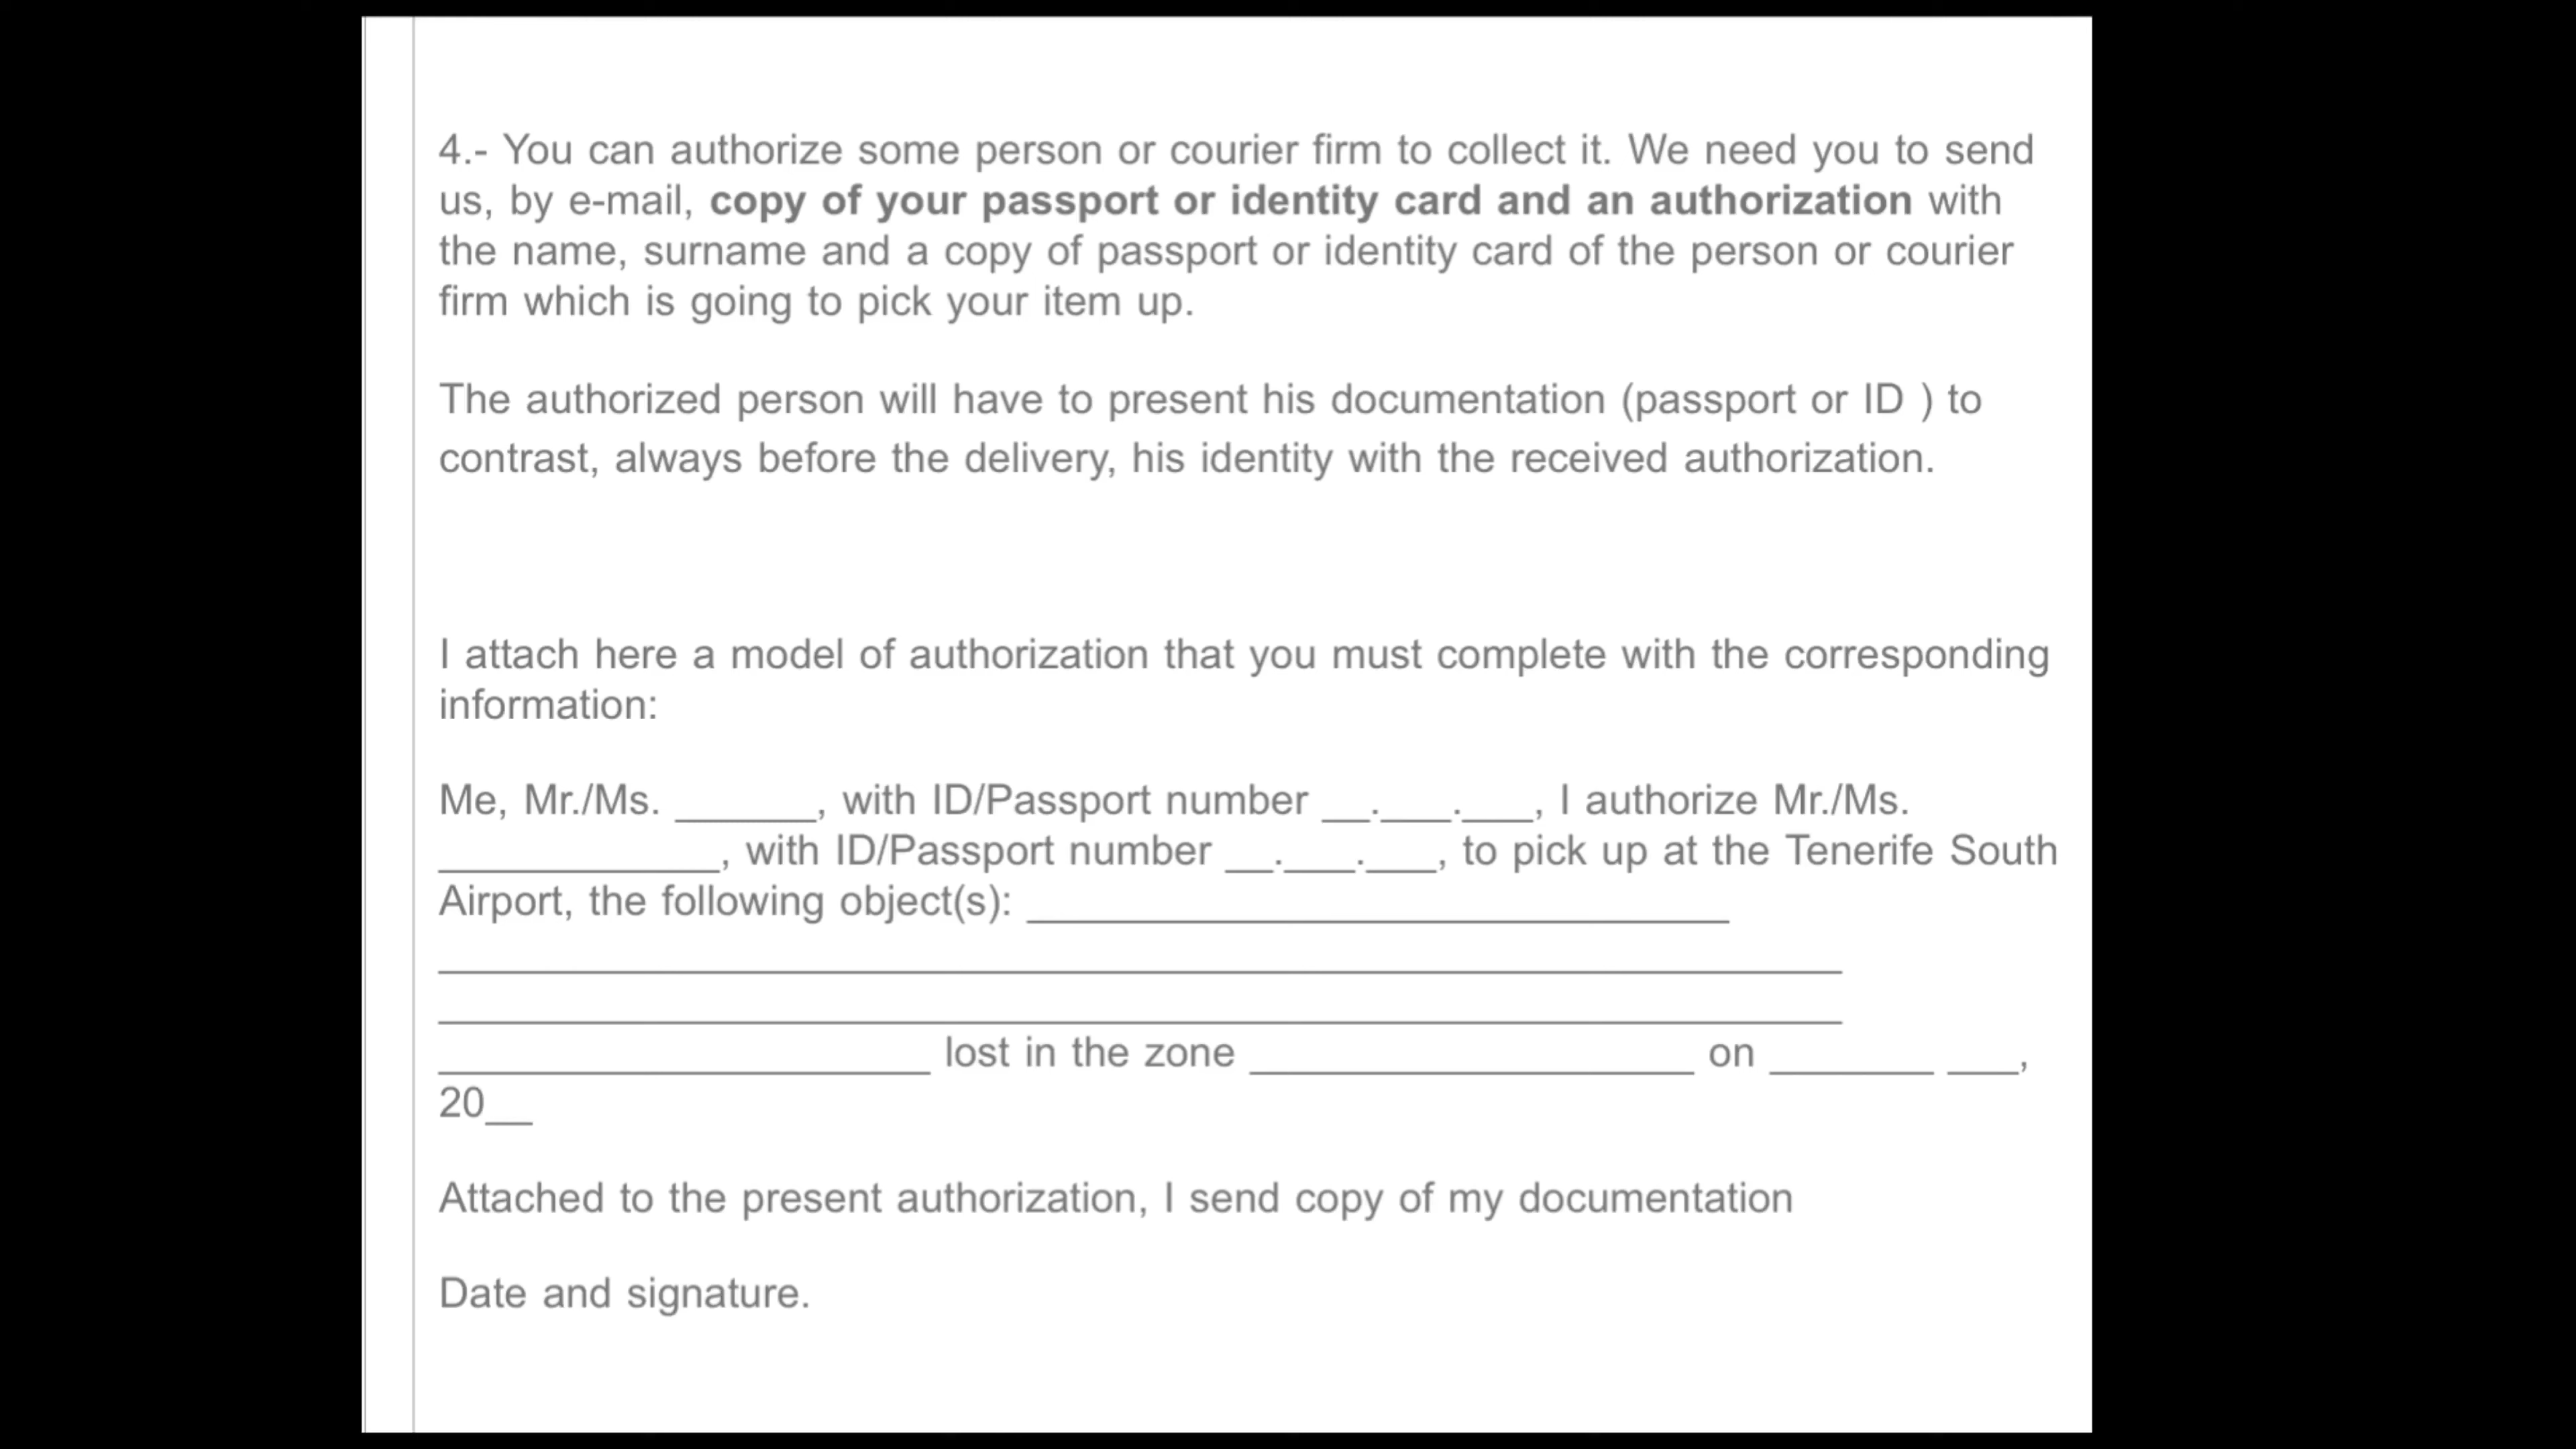 4.- You can authorize some person or courier firm to collect it. We need you to send
us, by e-mail, copy of your passport or identity card and an authorization with
the name, surname and a copy of passport or identity card of the person or courier
firm which is going to pick your item up.
The authorized person will have to present his documentation (passport or ID ) to
contrast, always before the delivery, his identity with the received authorization.
I attach here a model of authorization that you must complete with the corresponding
information:
Me, Mr./Ms. ______, with ID/Passport number __.___.___, I authorize Mr./Ms.
____________, with ID/Passport number __.___.___, to pick up at the Tenerife South
Airport, the following object(s): ______________________________
____________________________________________________________
____________________________________________________________
_____________________ lost in the zone ___________________ on _______ ___,
20__
Attached to the present authorization, I send copy of my documentation
Date and signature.